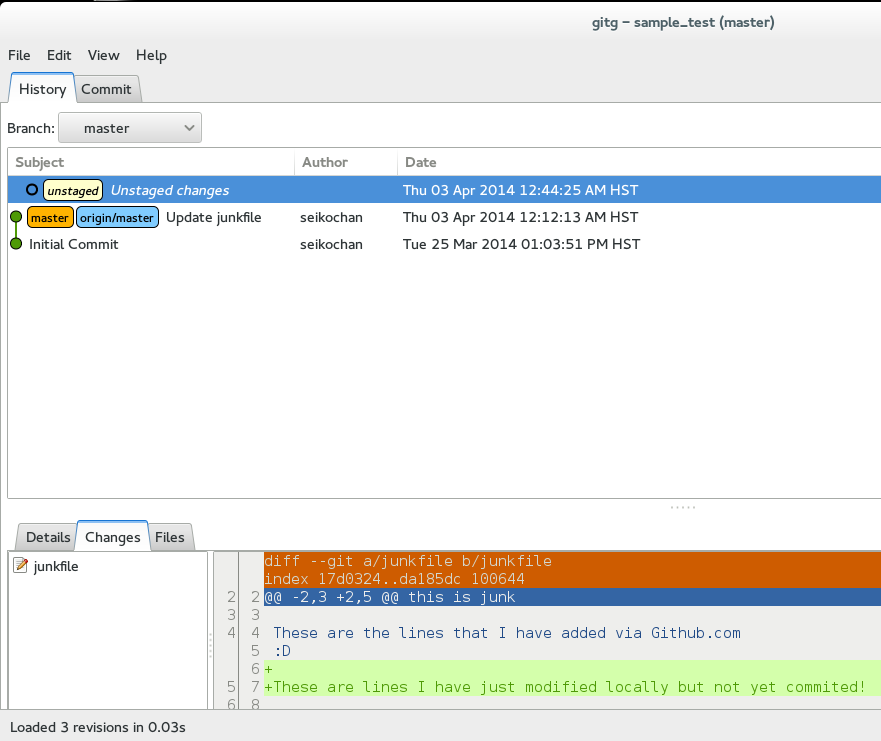 gitg – sample_test (master)
File Edit View Help
History Commit
Branch: master
Subject Author Date
unstaged Unstaged changes Thu 03 Apr 2014 12:44:25 AM HST
master origin/master Update junkfile seikochan Thu 03 Apr 2014 12:12:13 AM HST
Initial Commit seikochan Tue 25 Mar 2014 01:03:51 PM HST
Details Changes Files
junkfile
diff --git a/junkfile b/junkfile
index 17d0324..da185dc 100644
2 2 @@ -2,3 +2,5 @@ this is junk
3 3
4 4 These are the lines that I have added via Github.com
5 :D
6 +
5 7 +These are lines I have just modified locally but not yet commited!
6 8
Loaded 3 revisions in 0.03s